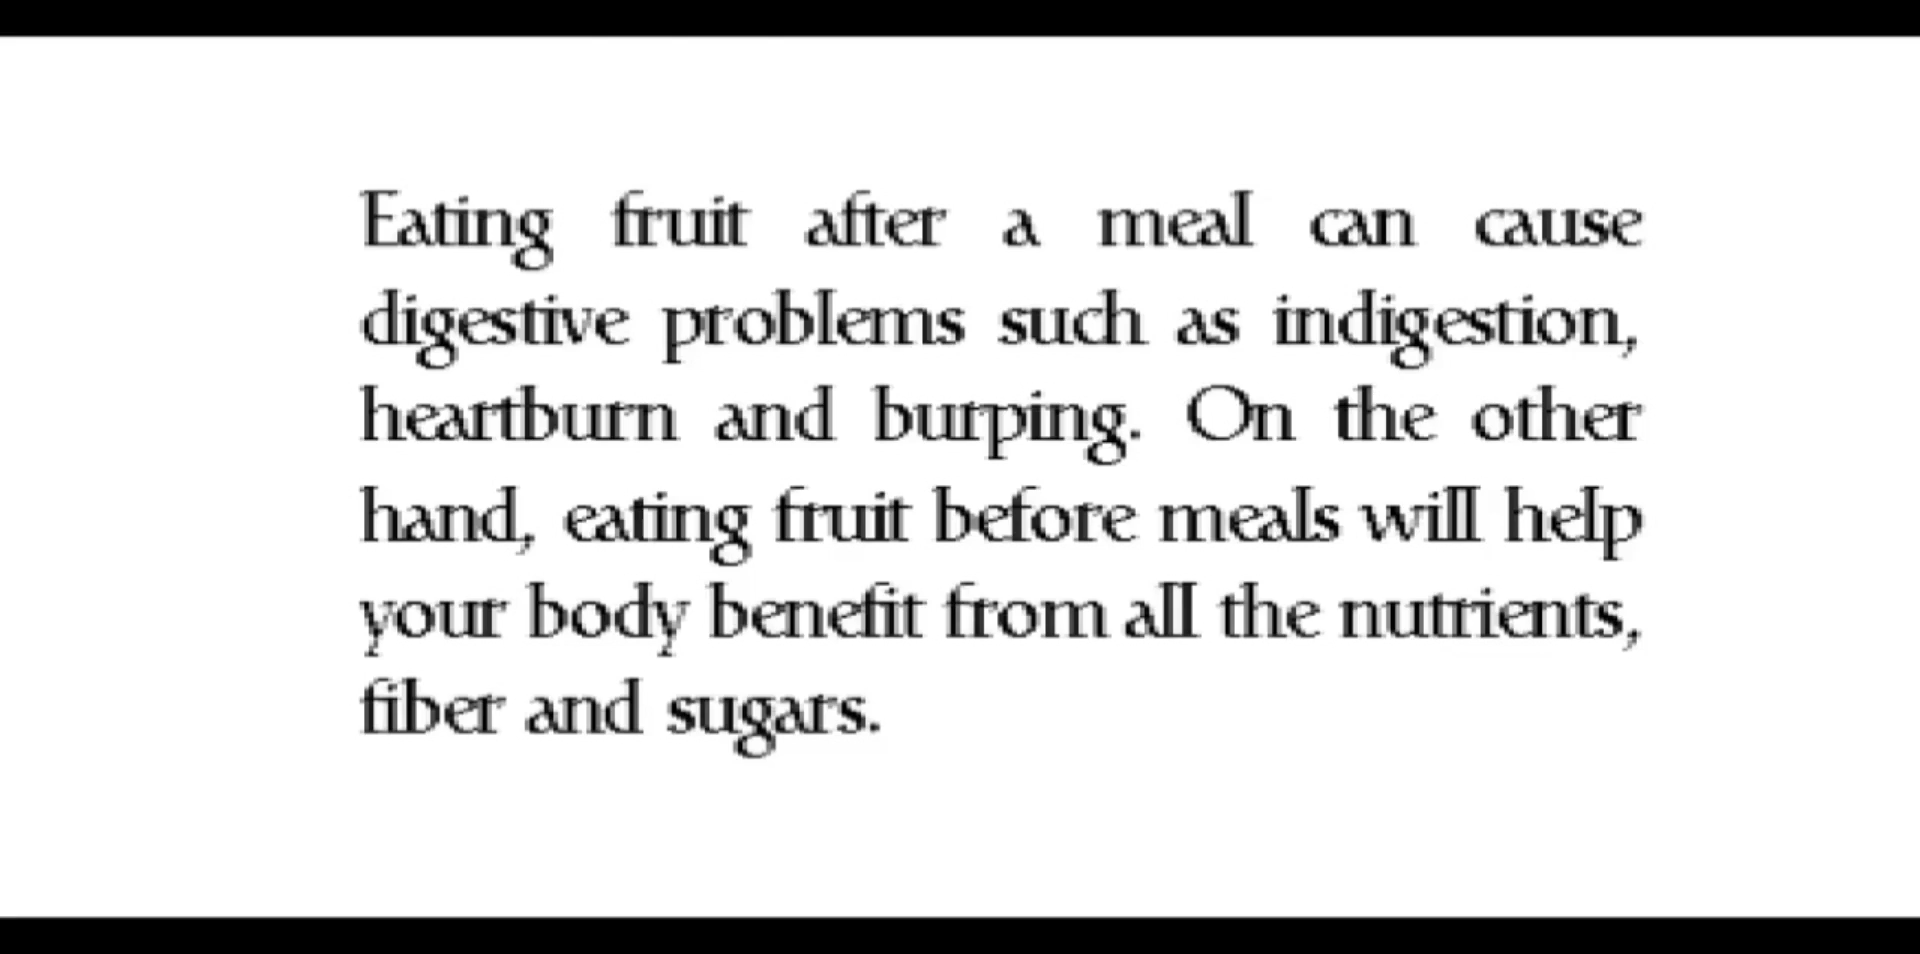 Eating fruit after a meal can cause
digestive problems such as indigestion,
heartburn and burping. On the other
hand, eating fruit before meals will help
your body benefit from all the nutrients,
fiber and sugars.